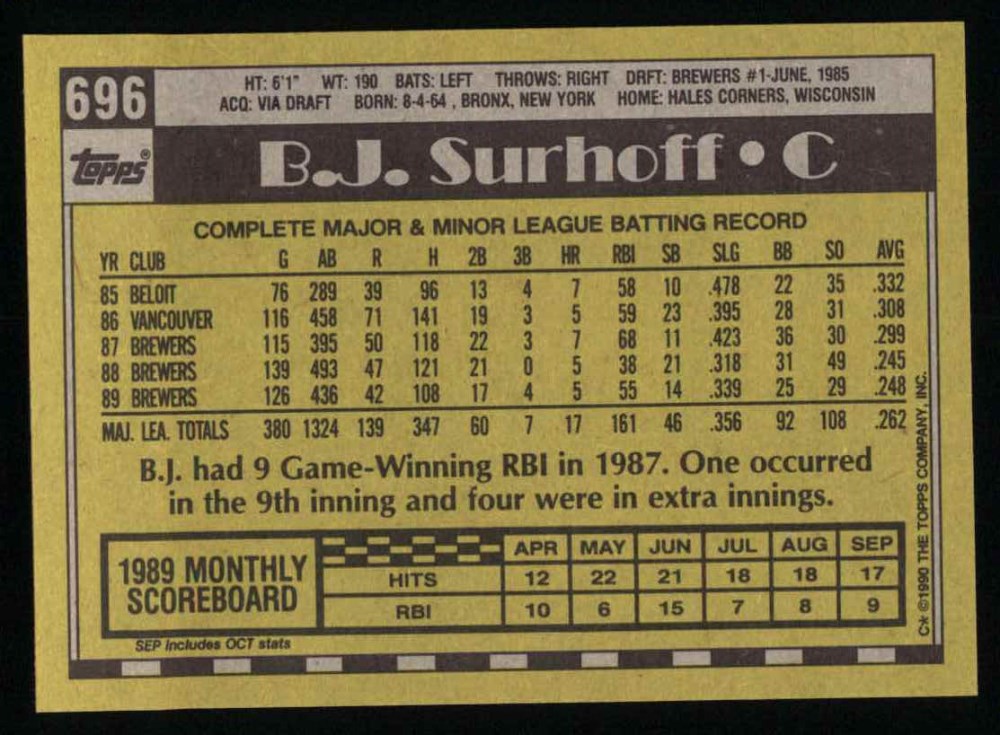 696
HT: 6'1" WT: 190 BATS: LEFT THROWS: RIGHT DRFT: BREWERS #1-JUNE, 1985
ACQ: VIA DRAFT BORN: 8-4-64 , BRONX, NEW YORK HOME: HALES CORNERS, WISCONSIN
topps®
B.J. Surhoff • C
COMPLETE MAJOR & MINOR LEAGUE BATTING RECORD
YR CLUB G AB R H 2B 3B HR RBI SB SLG BB SO AVG
85 BELOIT 76 289 39 96 13 4 7 58 10 .478 22 35 .332
86 VANCOUVER 116 458 71 141 19 3 5 59 23 .395 28 31 .308
87 BREWERS 115 395 50 118 22 3 7 68 11 .423 36 30 .299
88 BREWERS 139 493 47 121 21 0 5 38 21 .318 31 49 .245
89 BREWERS 126 436 42 108 17 4 5 55 14 .339 25 29 .248
MAJ. LEA. TOTALS 380 1324 139 347 60 7 17 161 46 .356 92 108 .262
B.J. had 9 Game-Winning RBI in 1987. One occurred
in the 9th inning and four were in extra innings.
1989 MONTHLY
SCOREBOARD
APR MAY JUN JUL AUG SEP
HITS 12 22 21 18 18 17
RBI 10 6 15 7 8 9
SEP includes OCT stats
C* ©1990 THE TOPPS COMPANY, INC.